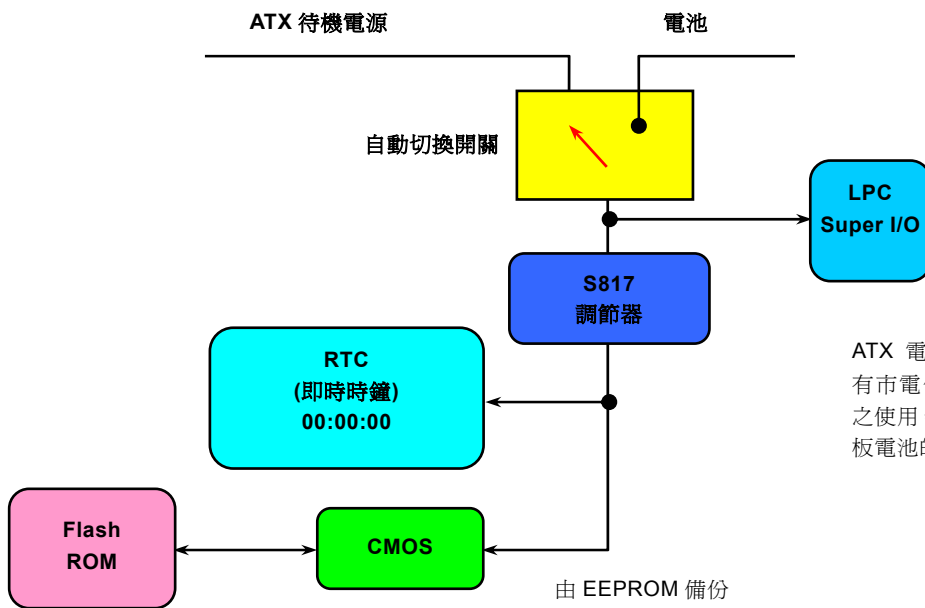 ATX 待機電源
電池
自動切換開關
LPC
Super I/O
S817
調節器
RTC
(即時時鐘)
00:00:00
ATX 電
有市電
之使用
板電池
Flash
ROM
CMOS
由 EEPROM 備份